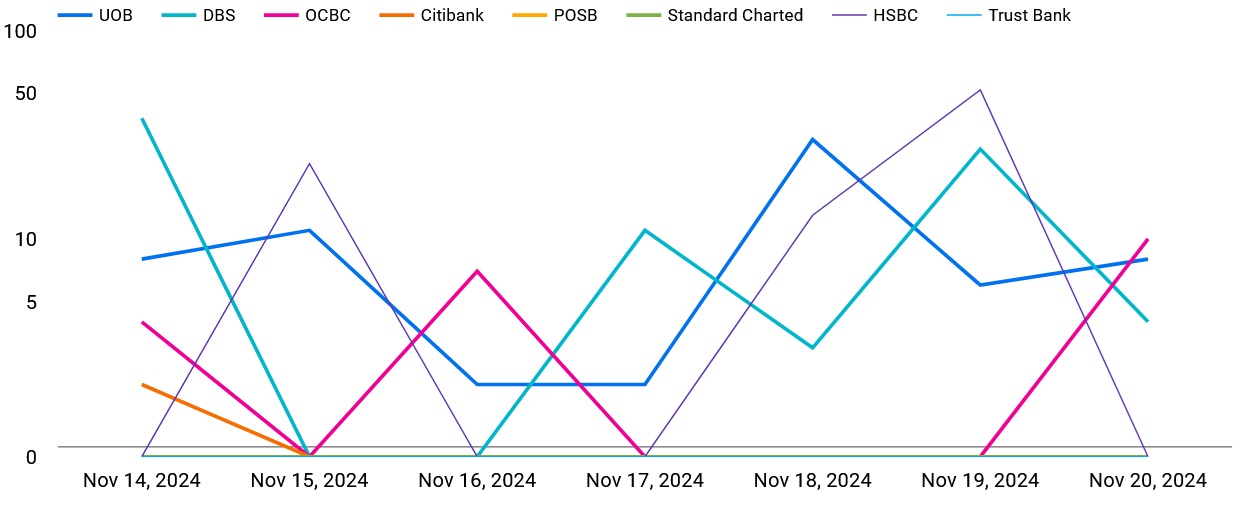 UOB DBS OCBC Citibank POSB Standard Charted HSBC Trust Bank
100
50
10
5
0
Nov 14, 2024 Nov 15, 2024 Nov 16, 2024 Nov 17, 2024 Nov 18, 2024 Nov 19, 2024 Nov 20, 2024